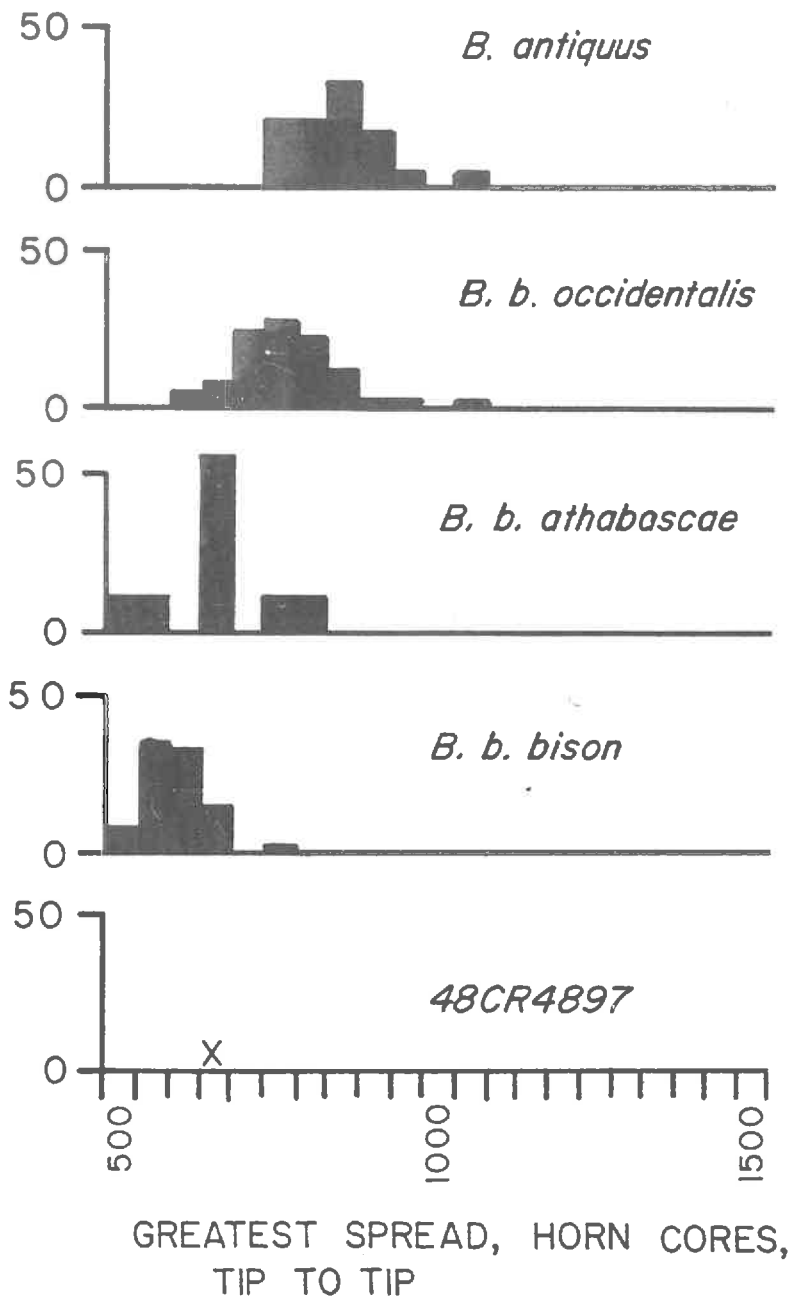 50
B. antiquus
0
50
B. b. occidentalis
0
50
B. b. athabascae
0
50
B. b. bison
0
50
48CR4897
X
0
500
1000
1500
GREATEST SPREAD, HORN CORES,
TIP TO TIP